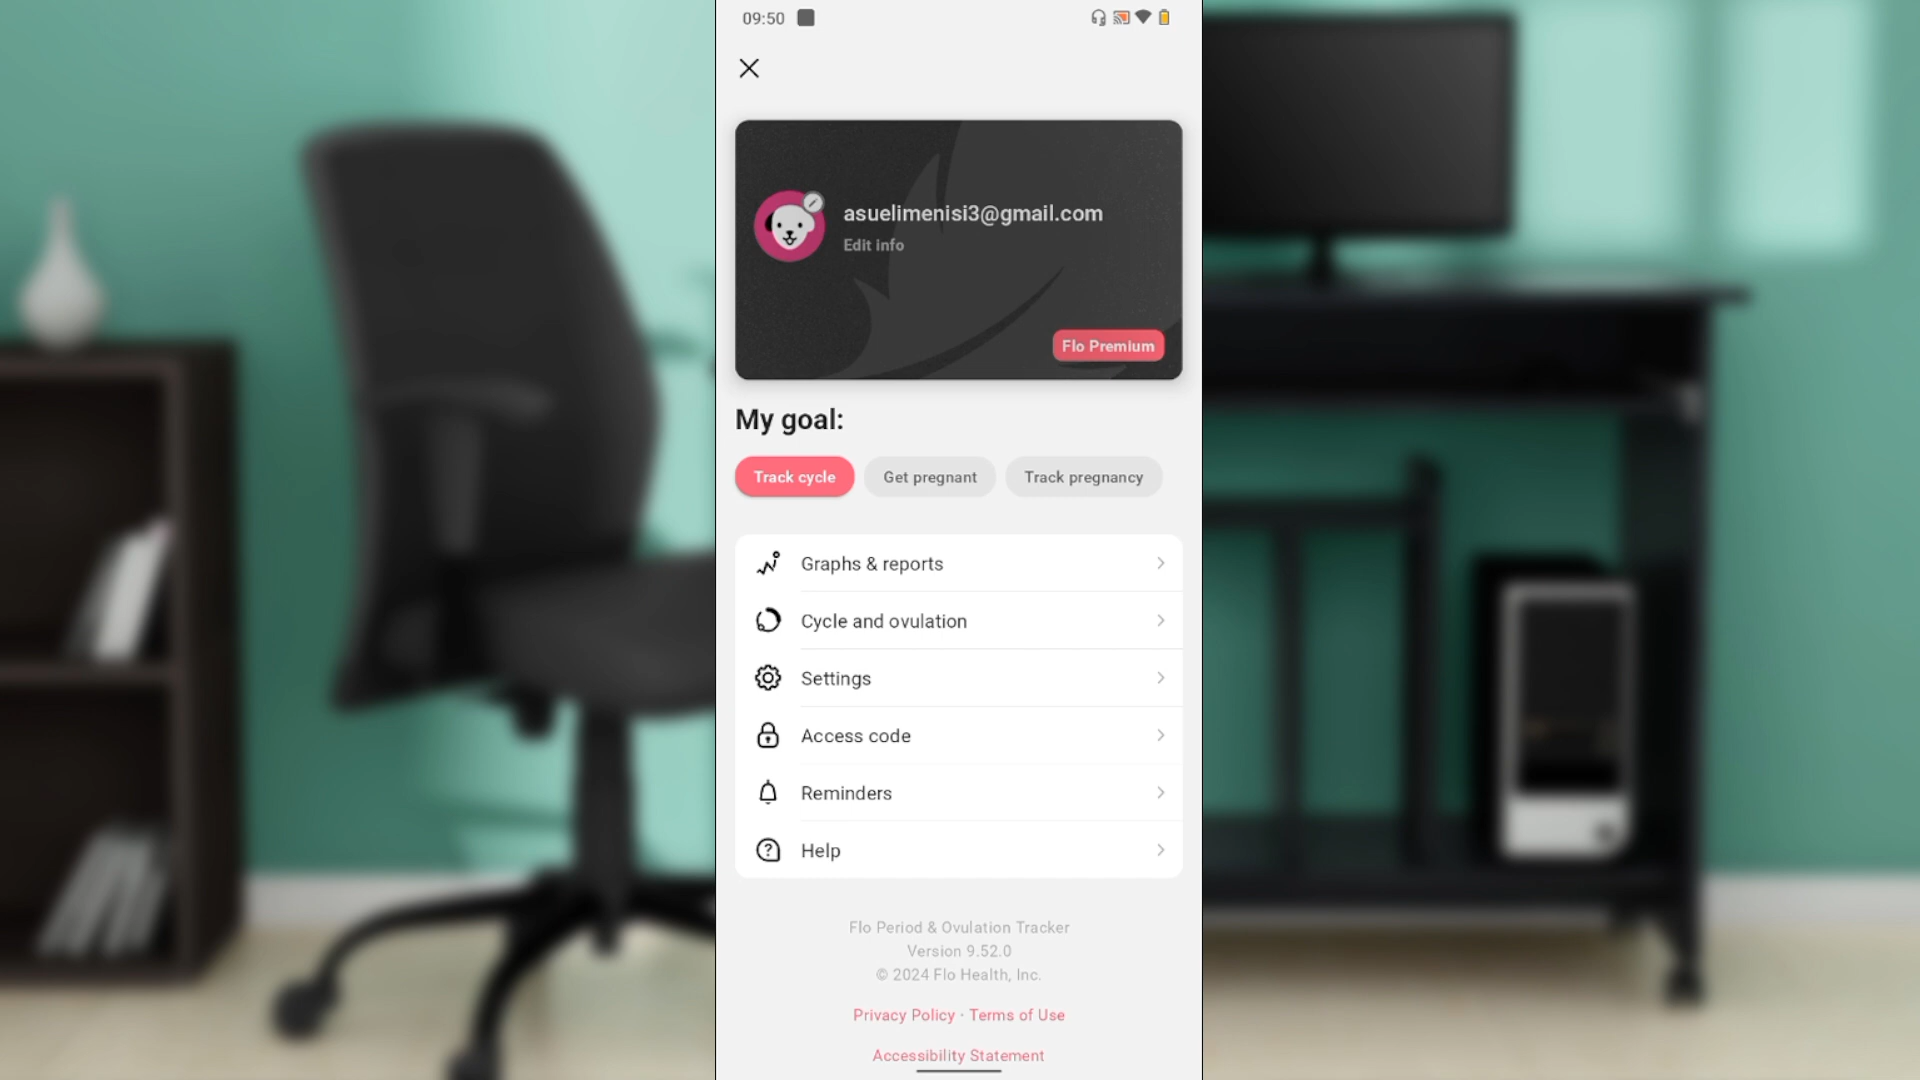 09:50
asuelimenisi3@gmail.com
Edit info
Flo Premium
My goal:
Track cycle
Get pregnant
Track pregnancy
Graphs & reports
Cycle and ovulation
Settings
Access code
Reminders
Help
Flo Period & Ovulation Tracker
Version 9.52.0
© 2024 Flo Health, Inc.
Privacy Policy · Terms of Use
Accessibility Statement